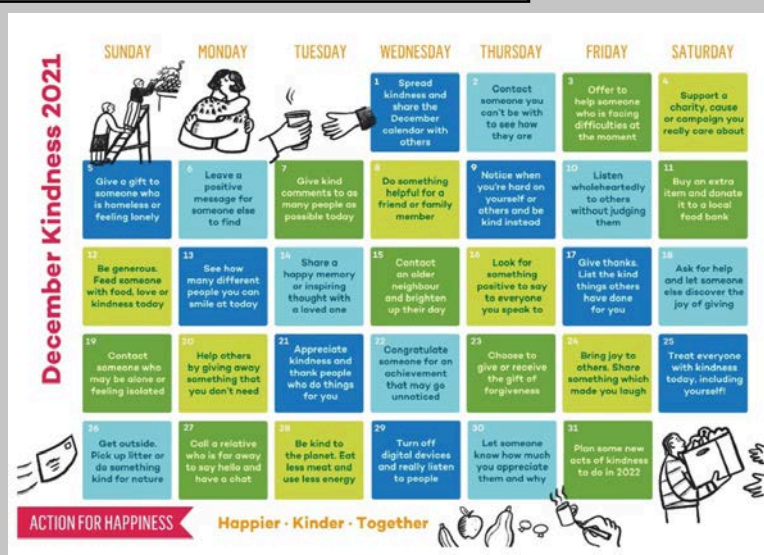 December Kindness 2021
SUNDAY MONDAY TUESDAY WEDNESDAY THURSDAY FRIDAY SATURDAY
1 Spread
kindness and
share the
December
calendar with
others
2 Contact
someone you
can't be with
to see how
they are
3 Offer to
help someone
who is facing
difficulties at
the moment
4
Support a
charity, cause
or campaign you
really care about
5
Give a gift to
someone who
is homeless or
feeling lonely
6
Leave a
positive
message for
someone else
to find
7
Give kind
comments to as
many people as
possible today
8
Do something
helpful for a
friend or family
member
9 Notice when
you're hard on
yourself or
others and be
kind instead
10
Listen
wholeheartedly
to others
without judging
them
11
Buy an extra
item and donate
it to a local
food bank
12
Be generous.
Feed someone
with food, love or
kindness today
13
See how
many different
people you can
smile at today
14
Share a
happy memory
or inspiring
thought with
a loved one
15
Contact
an older
neighbour
and brighten
up their day
16
Look for
something
positive to say
to everyone
you speak to
17
Give thanks.
List the kind
things others
have done
for you
18
Ask for help
and let someone
else discover the
joy of giving
19
Contact
someone who
may be alone or
feeling isolated
20
Help others
by giving away
something that
you don't need
21
Appreciate
kindness and
thank people
who do things
for you
22
Congratulate
someone for an
achievement
that may go
unnoticed
23
Choose to
give or receive
the gift of
forgiveness
24
Bring joy to
others. Share
something which
made you laugh
25
Treat everyone
with kindness
today, including
yourself!
26
Get outside.
Pick up litter or
do something
kind for nature
27
Call a relative
who is far away
to say hello and
have a chat
28
Be kind to
the planet. Eat
less meat and
use less energy
29
Turn off
digital devices
and really listen
to people
30
Let someone
know how much
you appreciate
them and why
31
Plan some new
acts of kindness
to do in 2022
ACTION FOR HAPPINESS
Happier · Kinder · Together